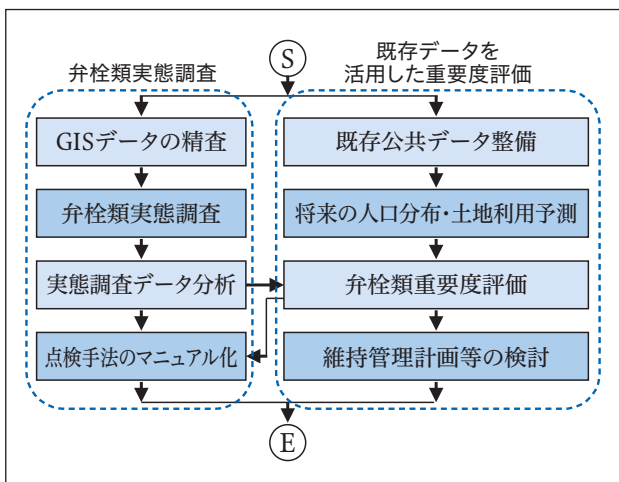 S
弁栓類実態調査
GISデータの精査
弁栓類実態調査
実態調査データ分析
点検手法のマニュアル化
既存データを
活用した重要度評価
既存公共データ整備
将来の人口分布・土地利用予測
弁栓類重要度評価
維持管理計画等の検討
E